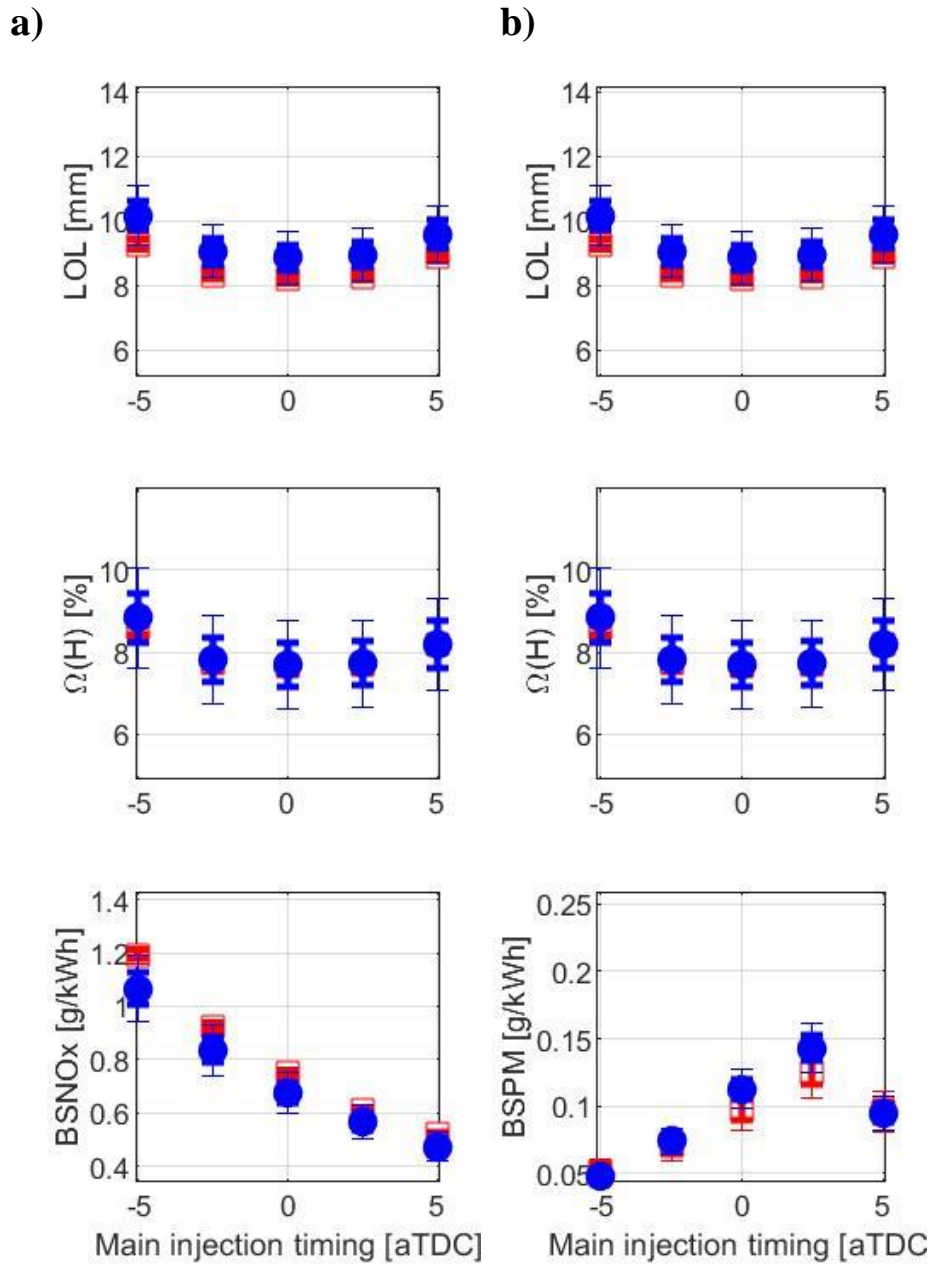 a) b)
14 14
12 12
10 10
8 8
6 6
LOL [mm] LOL [mm]
-5 0 5 -5 0 5
10 10
8 8
6 6
Ω(H) [%] Ω(H) [%]
-5 0 5 -5 0 5
1.4 0.25
1.2 0.2
1 0.15
0.8 0.1
0.6 0.05
0.4
BSNOx [g/kWh] BSPM [g/kWh]
-5 0 5 -5 0 5
Main injection timing [aTDC] Main injection timing [aTDC